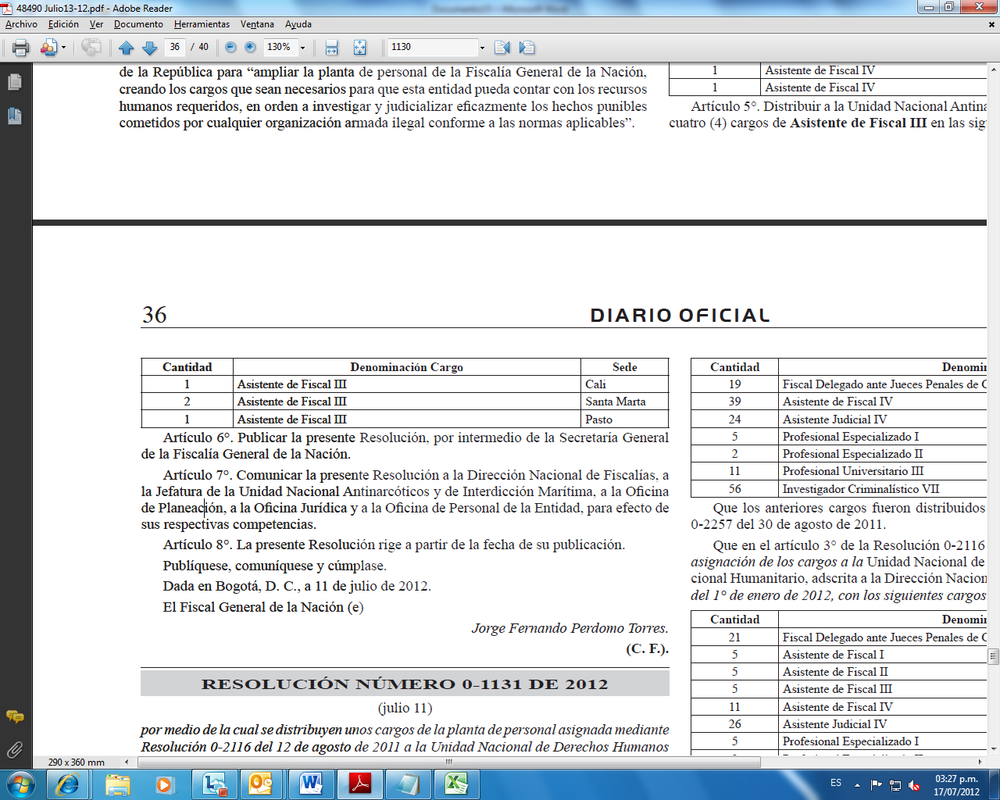 48490 Julio13-12.pdf - Adobe Reader
Archivo Edición Ver Documento Herramientas Ventana Ayuda
36 / 40 130% 1130
de la República para “ampliar la planta de personal de la Fiscalía General de la Nación,
creando los cargos que sean necesarios para que esta entidad pueda contar con los recursos
humanos requeridos, en orden a investigar y judicializar eficazmente los hechos punibles
cometidos por cualquier organización armada ilegal conforme a las normas aplicables”.
1 Asistente de Fiscal IV
1 Asistente de Fiscal IV
Artículo 5°. Distribuir a la Unidad Nacional Antina
cuatro (4) cargos de Asistente de Fiscal III en las sig
36
DIARIO OFICIAL
Cantidad Denominación Cargo Sede
1 Asistente de Fiscal III Cali
2 Asistente de Fiscal III Santa Marta
1 Asistente de Fiscal III Pasto
Artículo 6°. Publicar la presente Resolución, por intermedio de la Secretaría General
de la Fiscalía General de la Nación.
Artículo 7°. Comunicar la presente Resolución a la Dirección Nacional de Fiscalías, a
la Jefatura de la Unidad Nacional Antinarcóticos y de Interdicción Marítima, a la Oficina
de Planeación, a la Oficina Jurídica y a la Oficina de Personal de la Entidad, para efecto de
sus respectivas competencias.
Artículo 8°. La presente Resolución rige a partir de la fecha de su publicación.
Publíquese, comuníquese y cúmplase.
Dada en Bogotá, D. C., a 11 de julio de 2012.
El Fiscal General de la Nación (e)
Jorge Fernando Perdomo Torres.
(C. F.).
RESOLUCIÓN NÚMERO 0-1131 DE 2012
(julio 11)
por medio de la cual se distribuyen unos cargos de la planta de personal asignada mediante
Resolución 0-2116 del 12 de agosto de 2011 a la Unidad Nacional de Derechos Humanos
Cantidad Denomi
19 Fiscal Delegado ante Jueces Penales de C
39 Asistente de Fiscal IV
24 Asistente Judicial IV
5 Profesional Especializado I
2 Profesional Especializado II
11 Profesional Universitario III
56 Investigador Criminalístico VII
Que los anteriores cargos fueron distribuidos
0-2257 del 30 de agosto de 2011.
Que en el artículo 3° de la Resolución 0-2116
asignación de los cargos a la Unidad Nacional de
cional Humanitario, adscrita a la Dirección Nacion
del 1° de enero de 2012, con los siguientes cargos
Cantidad Denomi
21 Fiscal Delegado ante Jueces Penales de C
5 Asistente de Fiscal I
5 Asistente de Fiscal II
5 Asistente de Fiscal III
11 Asistente de Fiscal IV
26 Asistente Judicial IV
5 Profesional Especializado I
290 x 360 mm
ES
03:27 p.m.
17/07/2012